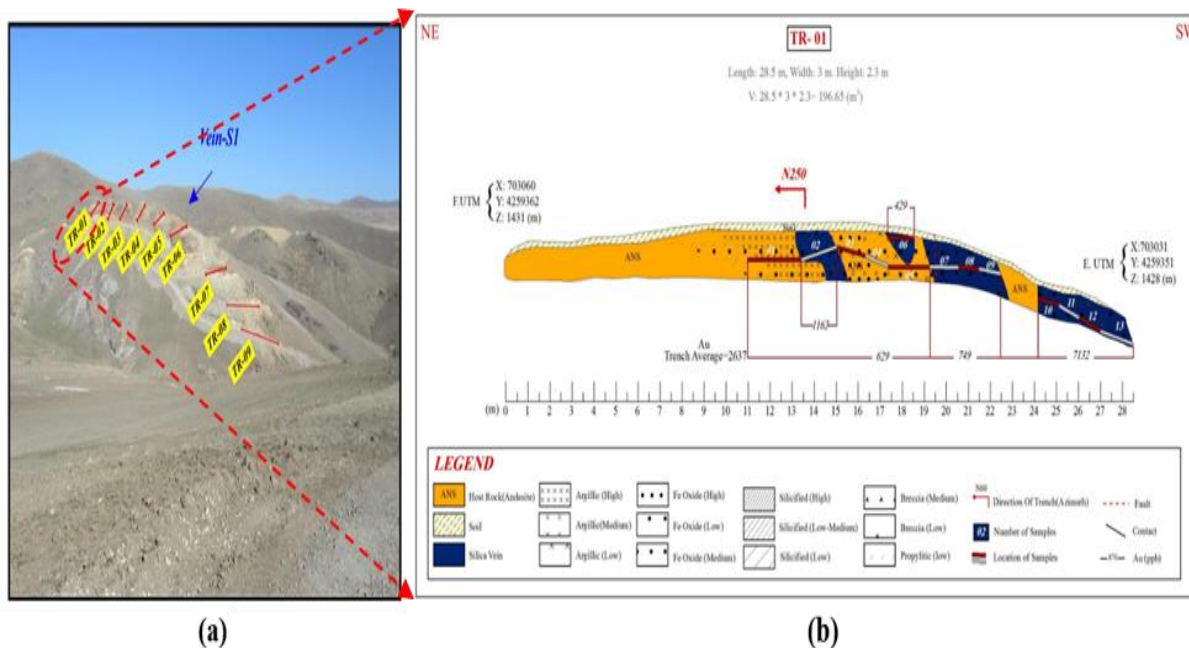 Vein-S1
TR-01
TR-02
TR-03
TR-04
TR-05
TR-06
TR-07
TR-08
TR-09
(a)
NE
TR- 01
SW
Length: 28.5 m, Width: 3 m. Height: 2.3 m
V: 28.5 * 3 * 2.3= 196.65 (m³)
F.UTM
X: 703060
Y: 4259362
Z: 1431 (m)
N250
429
E. UTM
X:703031
Y: 4259351
Z: 1428 (m)
ANS
01
02
06
07
08
09
ANS
10
11
12
13
1163
Au
Trench Average=2637
629
749
7132
(m) 0 1 2 3 4 5 6 7 8 9 10 11 12 13 14 15 16 17 18 19 20 21 22 23 24 25 26 27 28
LEGEND
ANS Host Rock(Andesite)
Soil
Silica Vein
Argillic (High)
Argillic(Medium)
Argillic (Low)
Fe Oxide (High)
Fe Oxide (Low)
Fe Oxide (Medium)
Silicified (High)
Silicified (Low-Medium)
Silicified (Low)
Breccia (Medium)
Breccia (Low)
Propylitic (low)
Direction Of Trench(Azimuth)
02 Number of Samples
Location of Samples
Fault
Contact
Au (ppb)
(b)